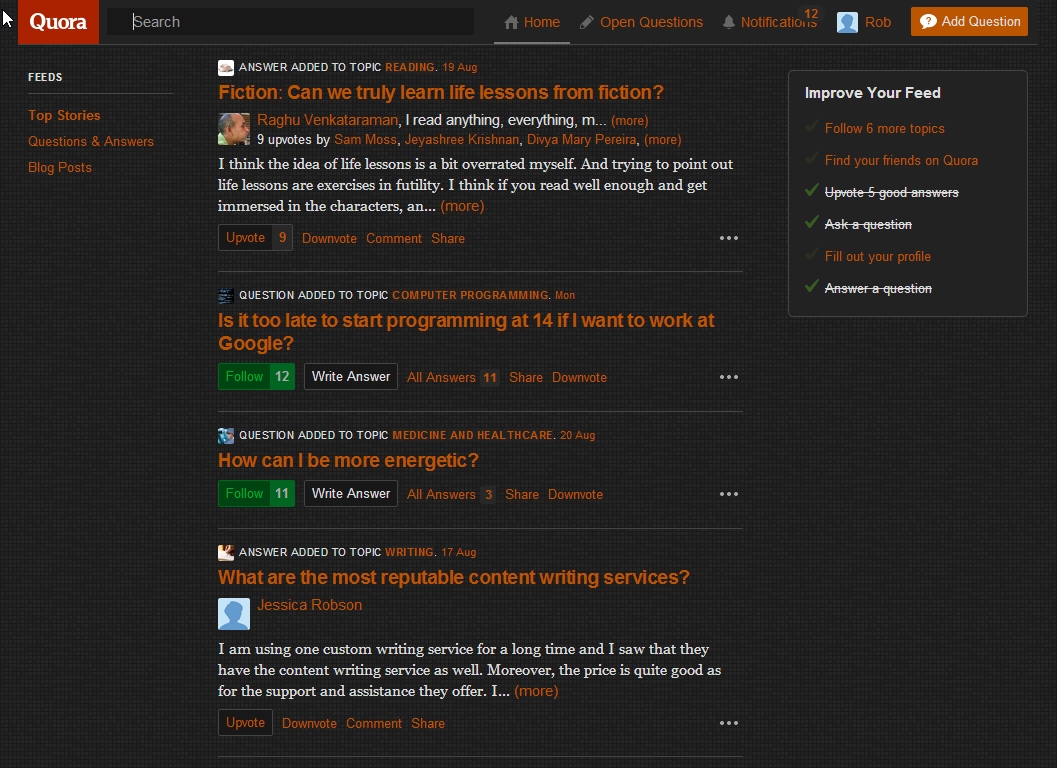 Quora
Search
Home
Open Questions
Notifications
12
Rob
Add Question
FEEDS
Top Stories
Questions & Answers
Blog Posts
ANSWER ADDED TO TOPIC READING. 19 Aug
Fiction: Can we truly learn life lessons from fiction?
Raghu Venkataraman, I read anything, everything, m... (more)
9 upvotes by Sam Moss, Jeyashree Krishnan, Divya Mary Pereira, (more)
I think the idea of life lessons is a bit overrated myself. And trying to point out
life lessons are exercises in futility. I think if you read well enough and get
immersed in the characters, an... (more)
Upvote 9 Downvote Comment Share
QUESTION ADDED TO TOPIC COMPUTER PROGRAMMING. Mon
Is it too late to start programming at 14 if I want to work at
Google?
Follow 12 Write Answer All Answers 11 Share Downvote
QUESTION ADDED TO TOPIC MEDICINE AND HEALTHCARE. 20 Aug
How can I be more energetic?
Follow 11 Write Answer All Answers 3 Share Downvote
ANSWER ADDED TO TOPIC WRITING. 17 Aug
What are the most reputable content writing services?
Jessica Robson
I am using one custom writing service for a long time and I saw that they
have the content writing service as well. Moreover, the price is quite good as
for the support and assistance they offer. I... (more)
Upvote Downvote Comment Share
Improve Your Feed
Follow 6 more topics
Find your friends on Quora
Upvote 5 good answers
Ask a question
Fill out your profile
Answer a question